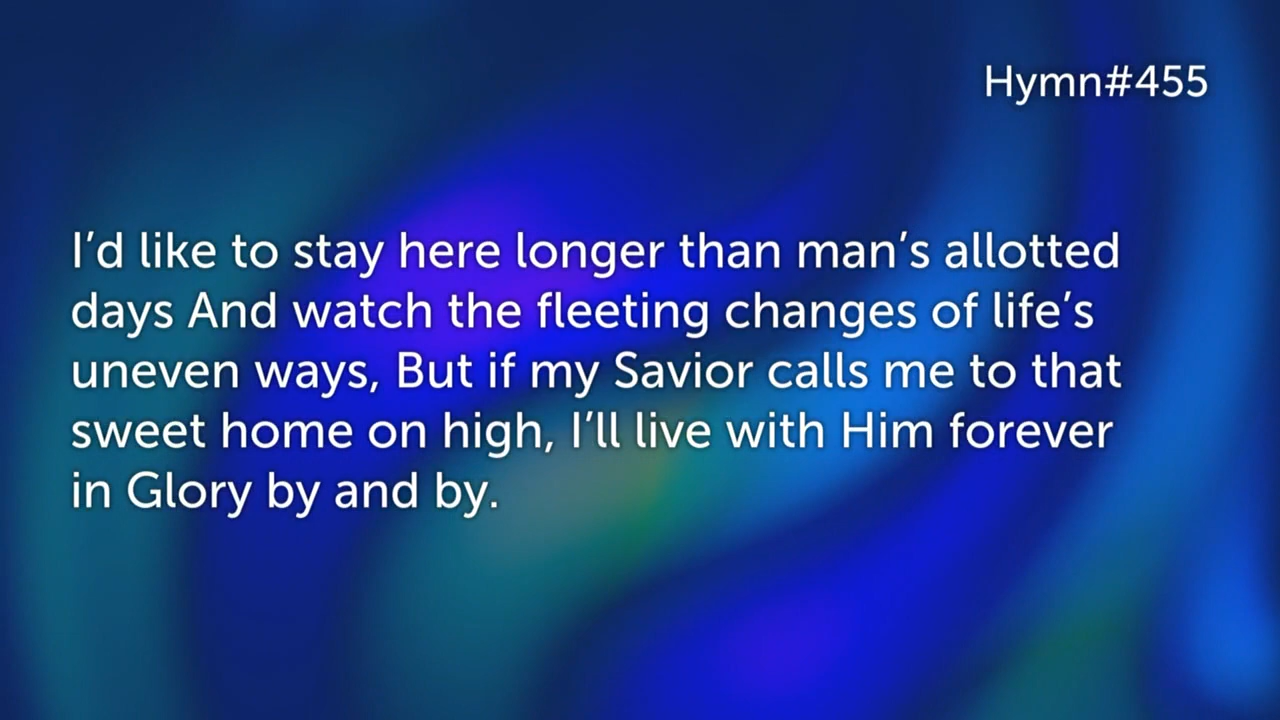 Hymn#455
I’d like to stay here longer than man’s allotted
days And watch the fleeting changes of life’s
uneven ways, But if my Savior calls me to that
sweet home on high, I’ll live with Him forever
in Glory by and by.